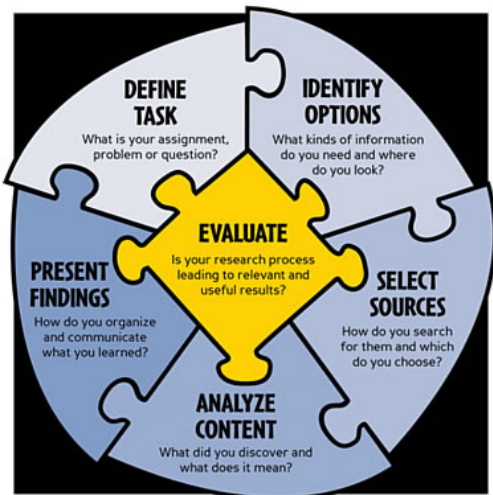 DEFINE
TASK
What is your assignment,
problem or question?
IDENTIFY
OPTIONS
What kinds of information
do you need and where
do you look?
SELECT
SOURCES
How do you search
for them and which
do you choose?
ANALYZE
CONTENT
What did you discover and
what does it mean?
PRESENT
FINDINGS
How do you organize
and communicate
what you learned?
EVALUATE
Is your research process
leading to relevant and
useful results?